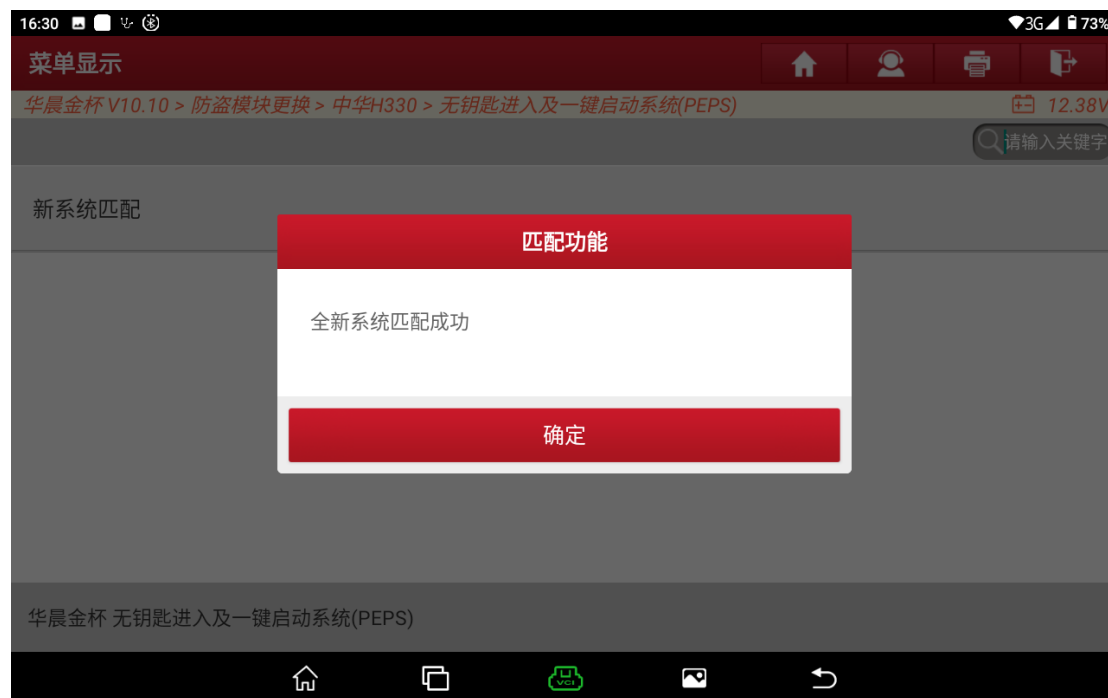 16:30 3G 73%
菜单显示
华晨金杯 V10.10 > 防盗模块更换 > 中华H330 > 无钥匙进入及一键启动系统(PEPS) 12.38V
请输入关键字
新系统匹配
匹配功能
全新系统匹配成功
确定
华晨金杯 无钥匙进入及一键启动系统(PEPS)
VCI